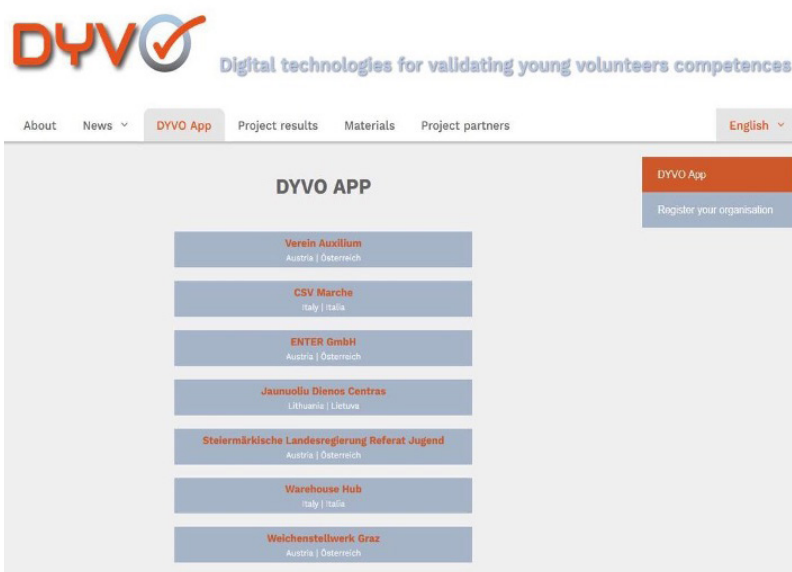 DYVO
Digital technologies for validating young volunteers competences
About News DYVO App Project results Materials Project partners English
DYVO APP
DYVO App
Register your organisation
Verein Auxilium
Austria | Österreich
CSV Marche
Italy | Italia
ENTER GmbH
Austria | Österreich
Jaunuoliu Dienos Centras
Lithuania | Lietuva
Steiermärkische Landesregierung Referat Jugend
Austria | Österreich
Warehouse Hub
Italy | Italia
Weichenstellwerk Graz
Austria | Österreich